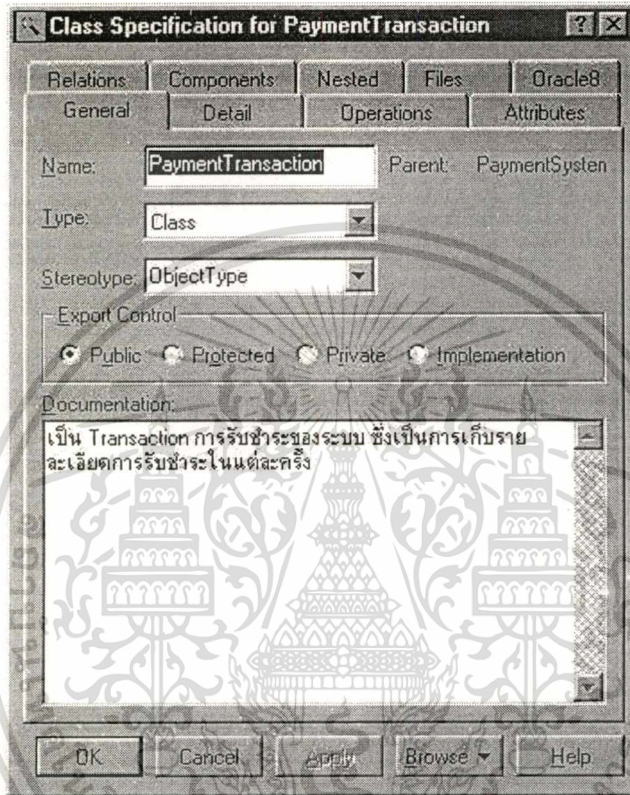 Class Specification for PaymentTransaction
Relations Components Nested Files Oracle8
General Detail Operations Attributes
Name: PaymentTransaction Parent: PaymentSysten
Type: Class
Stereotype: ObjectType
Export Control
Public Protected Private Implementation
Documentation:
เป็น Transaction การรับชำระของระบบ ซึ่งเป็นการเก็บราย
ละเอียดการรับชำระในแต่ละครั้ง
OK Cancel Apply Browse Help